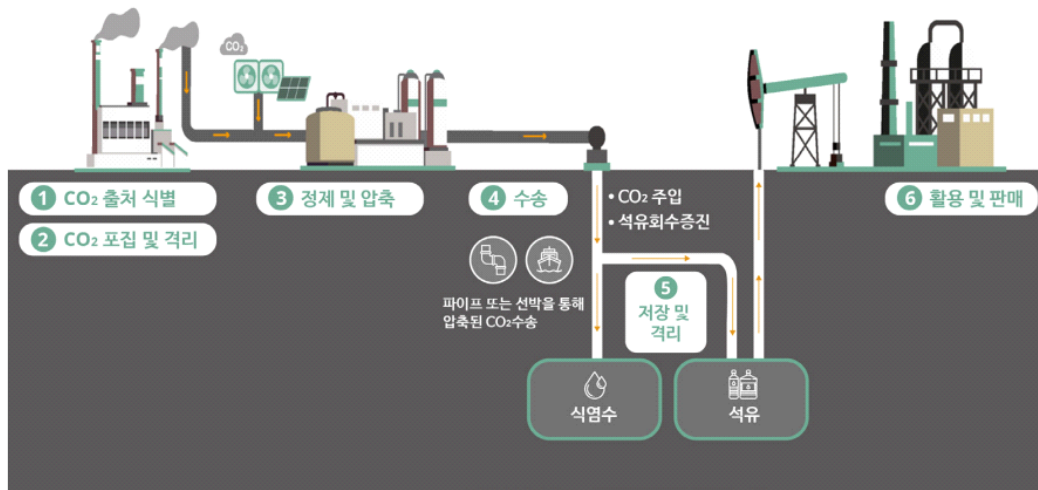 CO₂
1 CO₂ 출처 식별
2 CO₂ 포집 및 격리
3 정제 및 압축
4 수송
• CO₂ 주입
• 석유회수증진
파이프 또는 선박을 통해
압축된 CO₂수송
5
저장 및
격리
6 활용 및 판매
식염수
석유